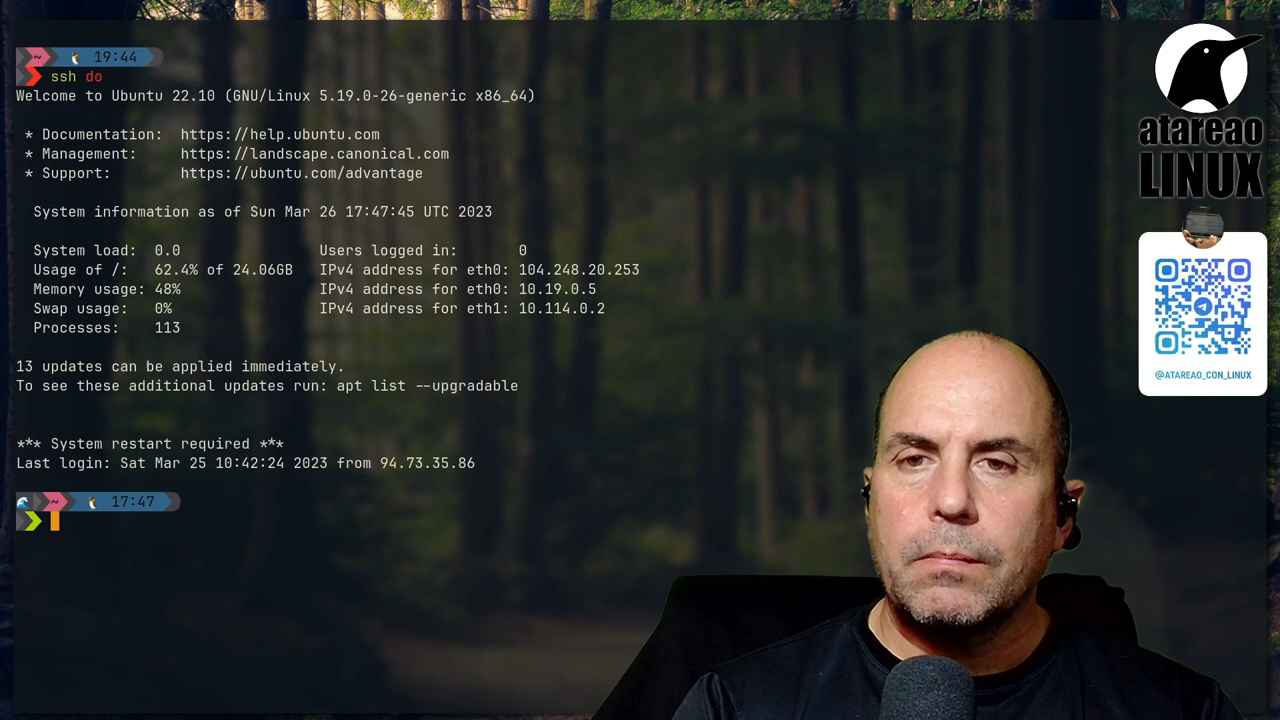 ~ 19:44
ssh do
Welcome to Ubuntu 22.10 (GNU/Linux 5.19.0-26-generic x86_64)
* Documentation: https://help.ubuntu.com
* Management: https://landscape.canonical.com
* Support: https://ubuntu.com/advantage
System information as of Sun Mar 26 17:47:45 UTC 2023
System load: 0.0 Users logged in: 0
Usage of /: 62.4% of 24.06GB IPv4 address for eth0: 104.248.20.253
Memory usage: 48% IPv4 address for eth0: 10.19.0.5
Swap usage: 0% IPv4 address for eth1: 10.114.0.2
Processes: 113
13 updates can be applied immediately.
To see these additional updates run: apt list --upgradable
*** System restart required ***
Last login: Sat Mar 25 10:42:24 2023 from 94.73.35.86
~ 17:47
atareao
LINUX
@ATAREAO_CON_LINUX